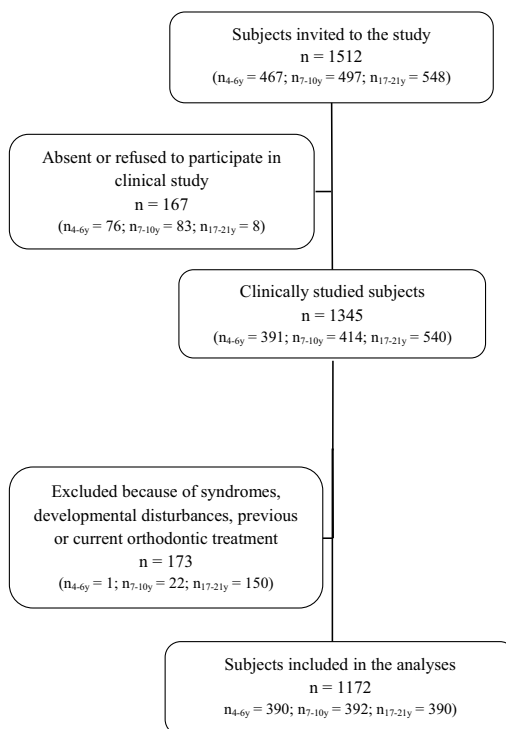 Subjects invited to the study
n = 1512
(n4-6y = 467; n7-10y = 497; n17-21y = 548)
Absent or refused to participate in
clinical study
n = 167
(n4-6y = 76; n7-10y = 83; n17-21y = 8)
Clinically studied subjects
n = 1345
(n4-6y = 391; n7-10y = 414; n17-21y = 540)
Excluded because of syndromes,
developmental disturbances, previous
or current orthodontic treatment
n = 173
(n4-6y = 1; n7-10y = 22; n17-21y = 150)
Subjects included in the analyses
n = 1172
n4-6y = 390; n7-10y = 392; n17-21y = 390)